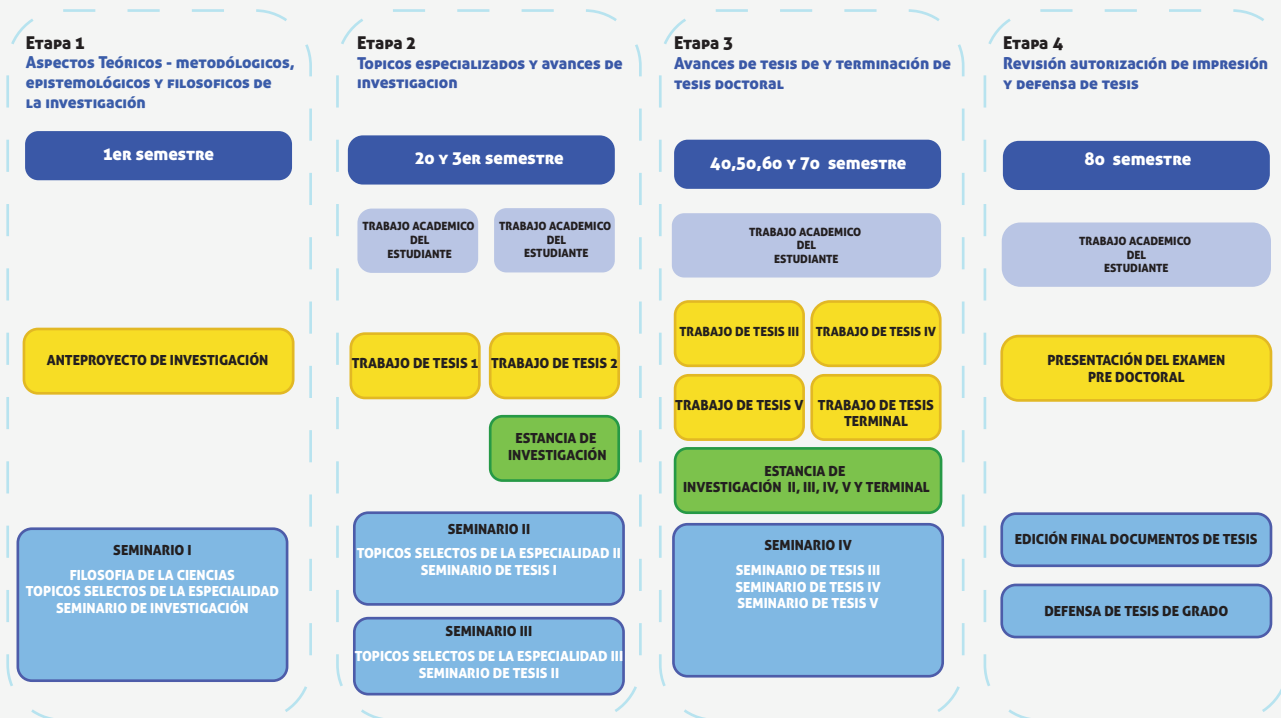 Etapa 1
Aspectos Teóricos - metodólogicos,
epistemológicos y filosoficos de
la investigación
1er semestre
ANTEPROYECTO DE INVESTIGACIÓN
SEMINARIO I
FILOSOFIA DE LA CIENCIAS
TOPICOS SELECTOS DE LA ESPECIALIDAD
SEMINARIO DE INVESTIGACIÓN
Etapa 2
Topicos especializados y avances de
investigacion
2o y 3er semestre
TRABAJO ACADEMICO
DEL
ESTUDIANTE
TRABAJO ACADEMICO
DEL
ESTUDIANTE
TRABAJO DE TESIS 1
TRABAJO DE TESIS 2
ESTANCIA DE
INVESTIGACIÓN
SEMINARIO II
TOPICOS SELECTOS DE LA ESPECIALIDAD II
SEMINARIO DE TESIS I
SEMINARIO III
TOPICOS SELECTOS DE LA ESPECIALIDAD III
SEMINARIO DE TESIS II
Etapa 3
Avances de tesis de y terminación de
tesis doctoral
4o,5o,6o y 7o semestre
TRABAJO ACADEMICO
DEL
ESTUDIANTE
TRABAJO DE TESIS III
TRABAJO DE TESIS IV
TRABAJO DE TESIS V
TRABAJO DE TESIS
TERMINAL
ESTANCIA DE
INVESTIGACIÓN II, III, IV, V Y TERMINAL
SEMINARIO IV
SEMINARIO DE TESIS III
SEMINARIO DE TESIS IV
SEMINARIO DE TESIS V
Etapa 4
Revisión autorización de impresión
y defensa de tesis
8o semestre
TRABAJO ACADEMICO
DEL
ESTUDIANTE
PRESENTACIÓN DEL EXAMEN
PRE DOCTORAL
EDICIÓN FINAL DOCUMENTOS DE TESIS
DEFENSA DE TESIS DE GRADO